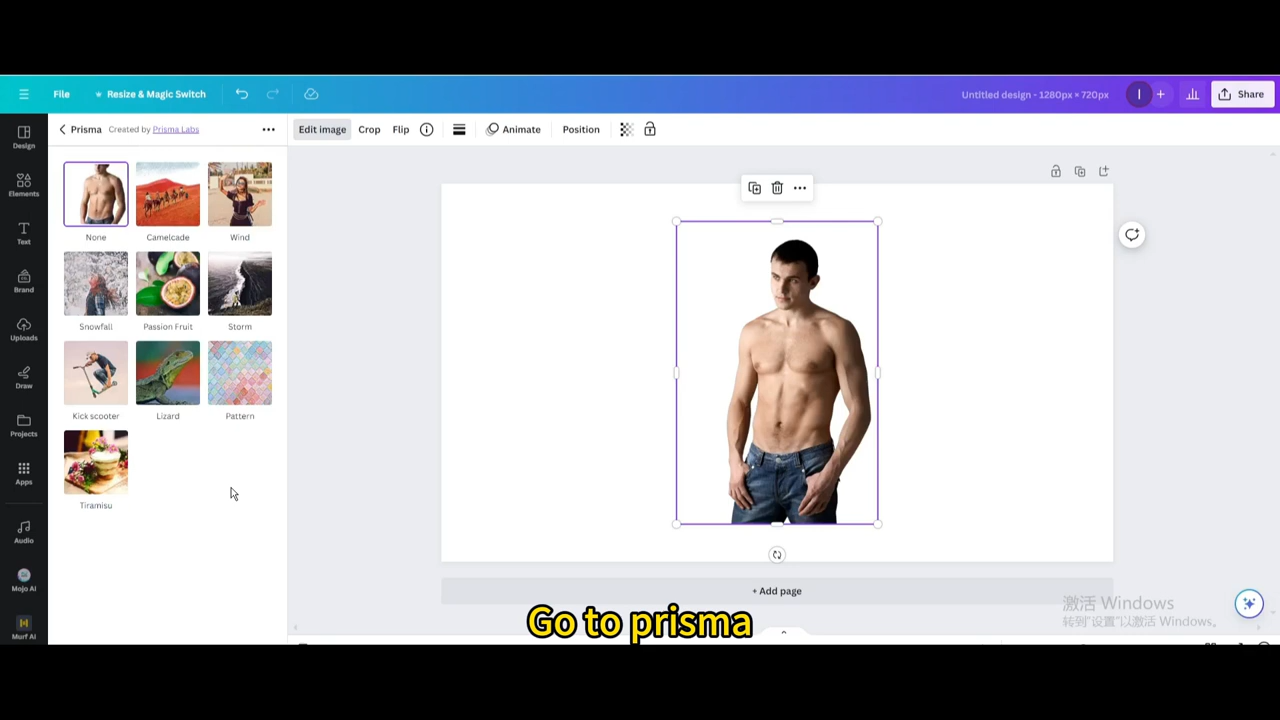 File
Resize & Magic Switch
Untitled design - 1280px × 720px
I
+
Share
Prisma
Created by Prisma Labs
Edit image
Crop
Flip
Animate
Position
Design
Elements
Text
Brand
Uploads
Draw
Projects
Apps
Audio
Mojo AI
Murf AI
None
Camelcade
Wind
Snowfall
Passion Fruit
Storm
Kick scooter
Lizard
Pattern
Tiramisu
+ Add page
Go to prisma
激活 Windows
转到"设置"以激活 Windows。